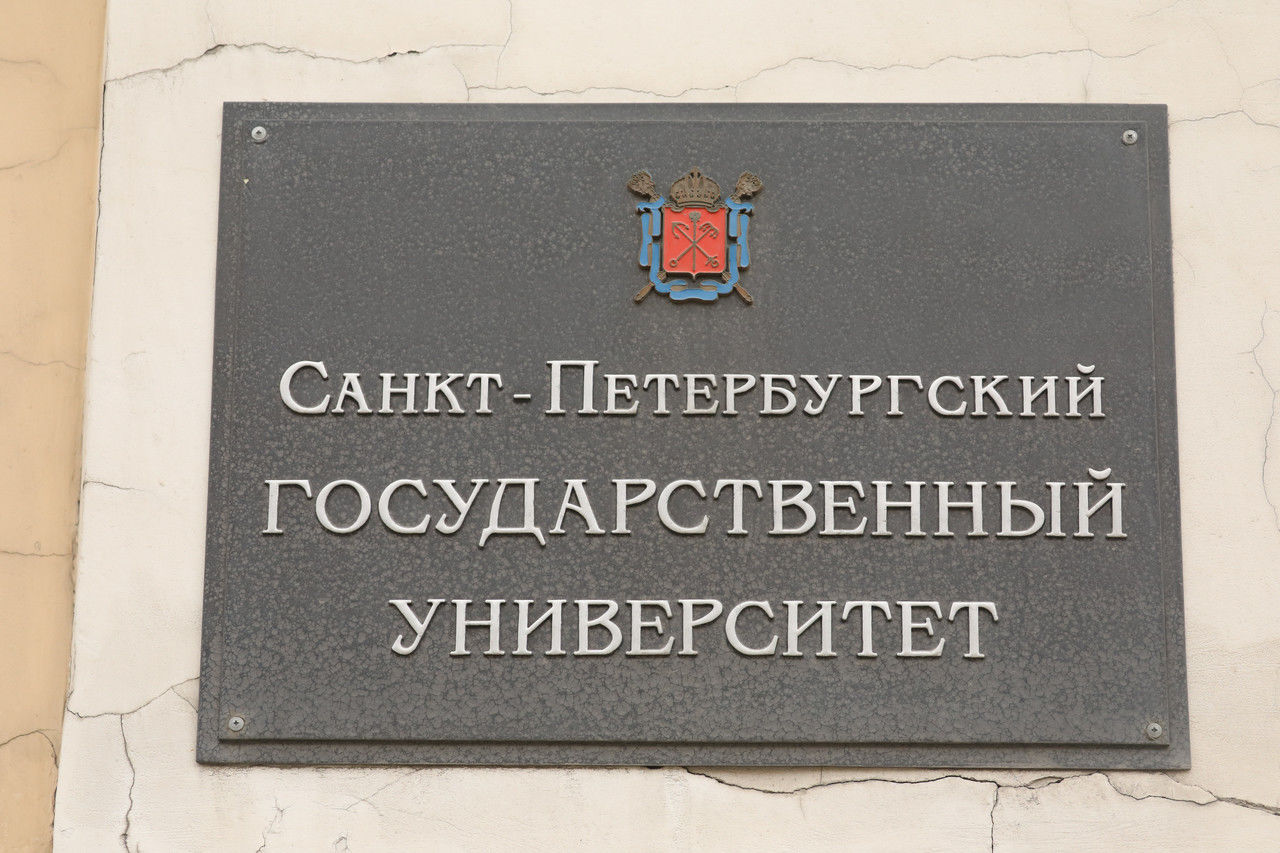 Санкт-Петербургский
государственный
университет